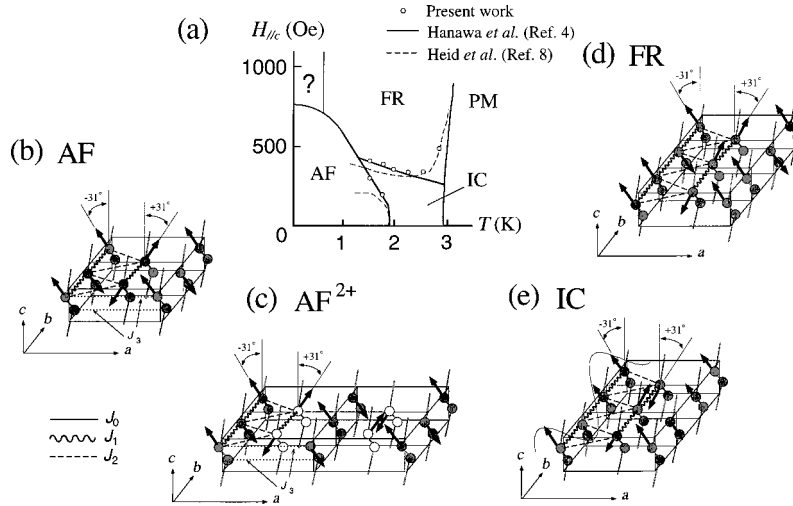 (a)
H//c (Oe)
○ Present work
Hanawa et al. (Ref. 4)
Heid et al. (Ref. 8)
1000
500
0
?
FR
PM
AF
IC
1
2
3
T (K)
(b) AF
-31°
+31°
J3
c
b
a
(c) AF2+
-31°
+31°
J3
c
b
a
(d) FR
-31°
+31°
c
b
a
(e) IC
-31°
+31°
c
b
a
J0
J1
J2